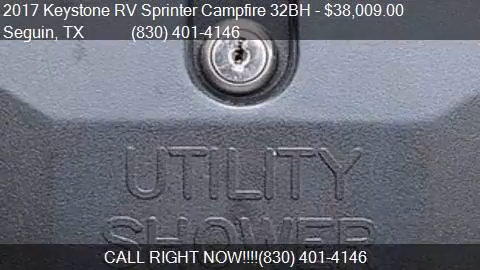 2017 Keystone RV Sprinter Campfire 32BH - $38,009.00
Seguin, TX (830) 401-4146
UTILITY
SHOWER
CALL RIGHT NOW!!!!(830) 401-4146